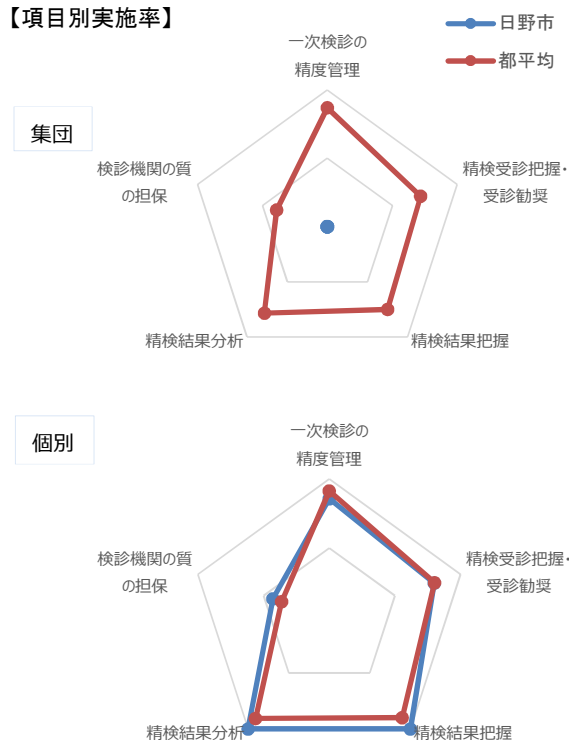 【項目別実施率】
日野市
都平均
集団
一次検診の
精度管理
精検受診把握・
受診勧奨
精検結果把握
精検結果分析
検診機関の質
の担保
個別
一次検診の
精度管理
精検受診把握・
受診勧奨
精検結果把握
精検結果分析
検診機関の質
の担保